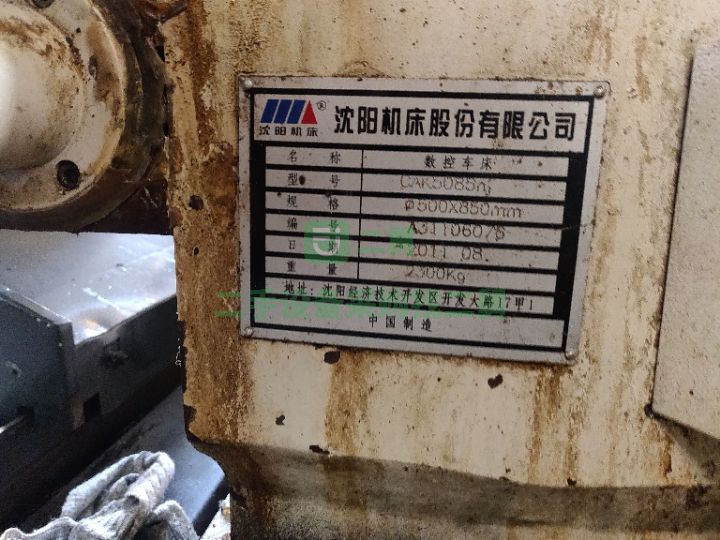 沈阳机床
沈阳机床股份有限公司
名 称 数控车床
型 号 CAK5085nj
规 格 ø500X850mm
编 号
日 期 2011 08
重 量 2300Kg
地址: 沈阳经济技术开发区开发大路17甲1
中国制造